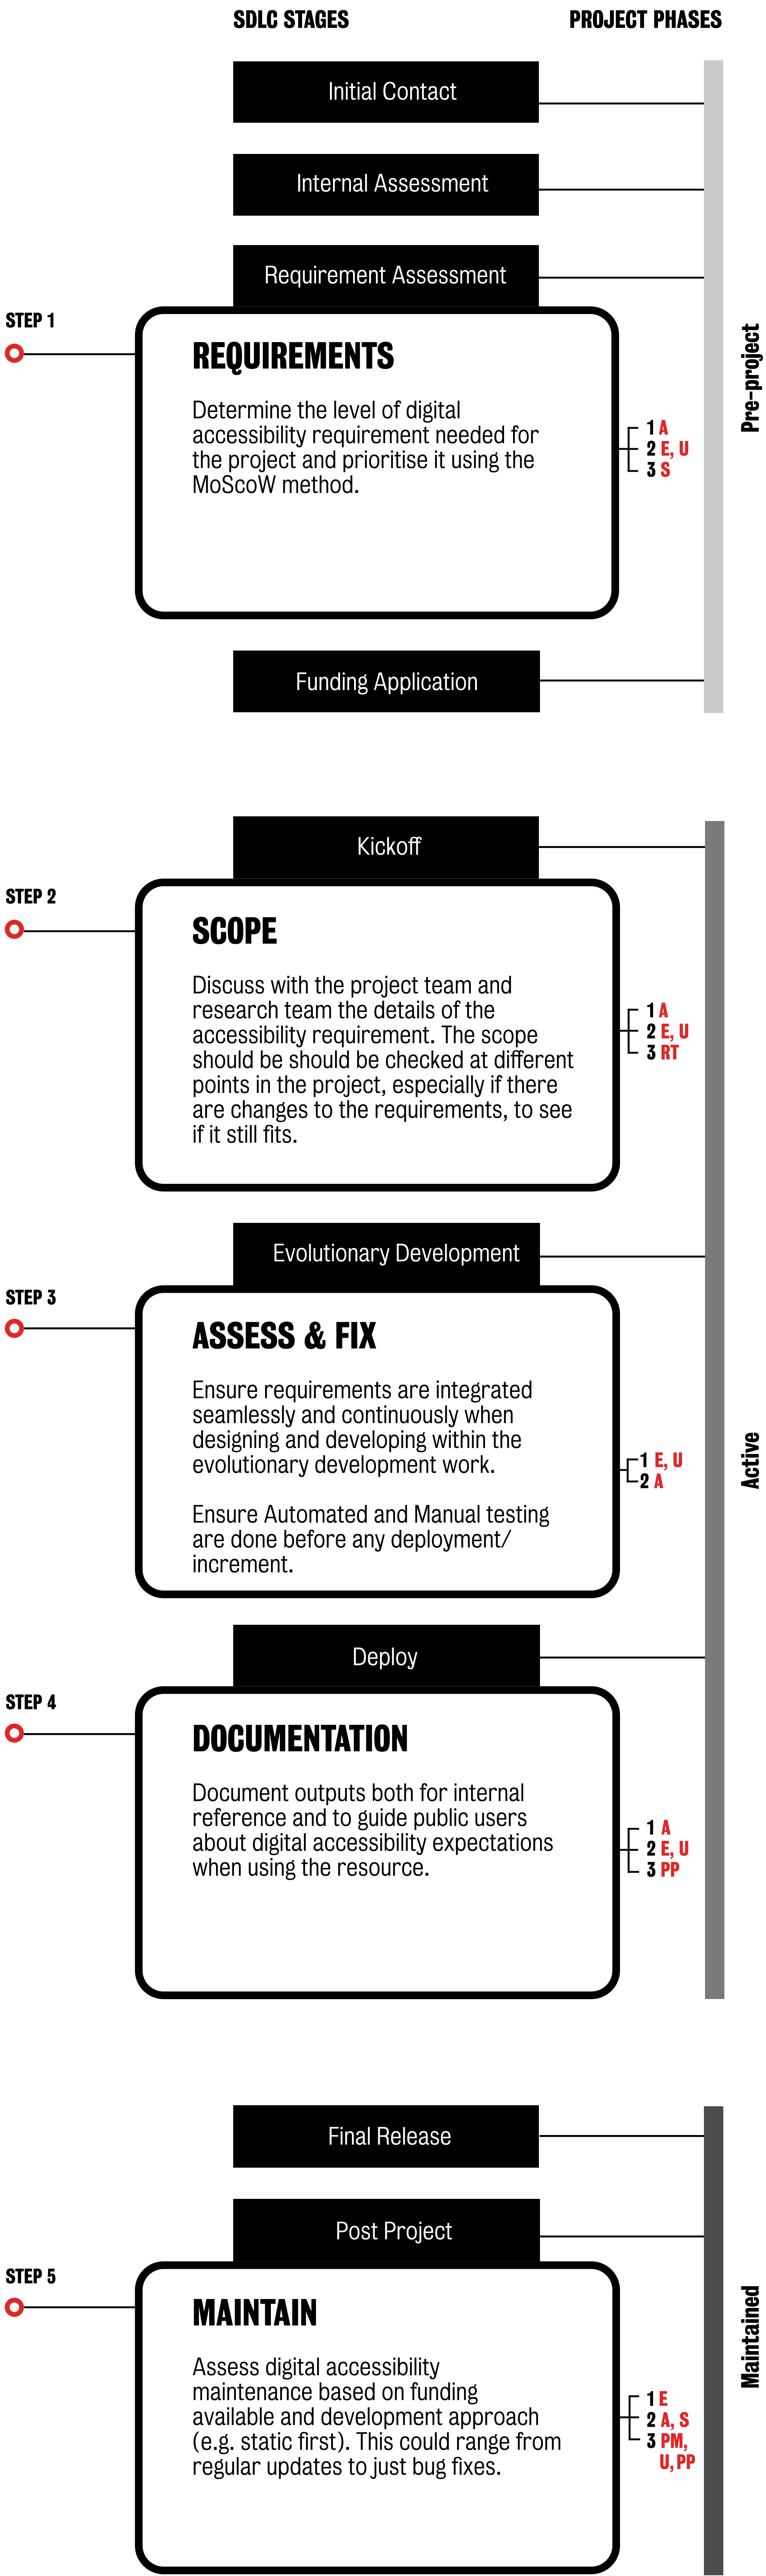 SDLC STAGES
PROJECT PHASES
Initial Contact
Internal Assessment
Requirement Assessment
STEP 1
REQUIREMENTS
Determine the level of digital
accessibility requirement needed for
the project and prioritise it using the
MoScoW method.
1 A
2 E, U
3 S
Pre-project
Funding Application
Kickoff
STEP 2
SCOPE
Discuss with the project team and
research team the details of the
accessibility requirement. The scope
should be should be checked at different
points in the project, especially if there
are changes to the requirements, to see
if it still fits.
1 A
2 E, U
3 RT
Evolutionary Development
STEP 3
ASSESS & FIX
Ensure requirements are integrated
seamlessly and continuously when
designing and developing within the
evolutionary development work.
Ensure Automated and Manual testing
are done before any deployment/
increment.
1 E, U
2 A
Active
Deploy
STEP 4
DOCUMENTATION
Document outputs both for internal
reference and to guide public users
about digital accessibility expectations
when using the resource.
1 A
2 E, U
3 PP
Final Release
Post Project
STEP 5
MAINTAIN
Assess digital accessibility
maintenance based on funding
available and development approach
(e.g. static first). This could range from
regular updates to just bug fixes.
1 E
2 A, S
3 PM,
U, PP
Maintained